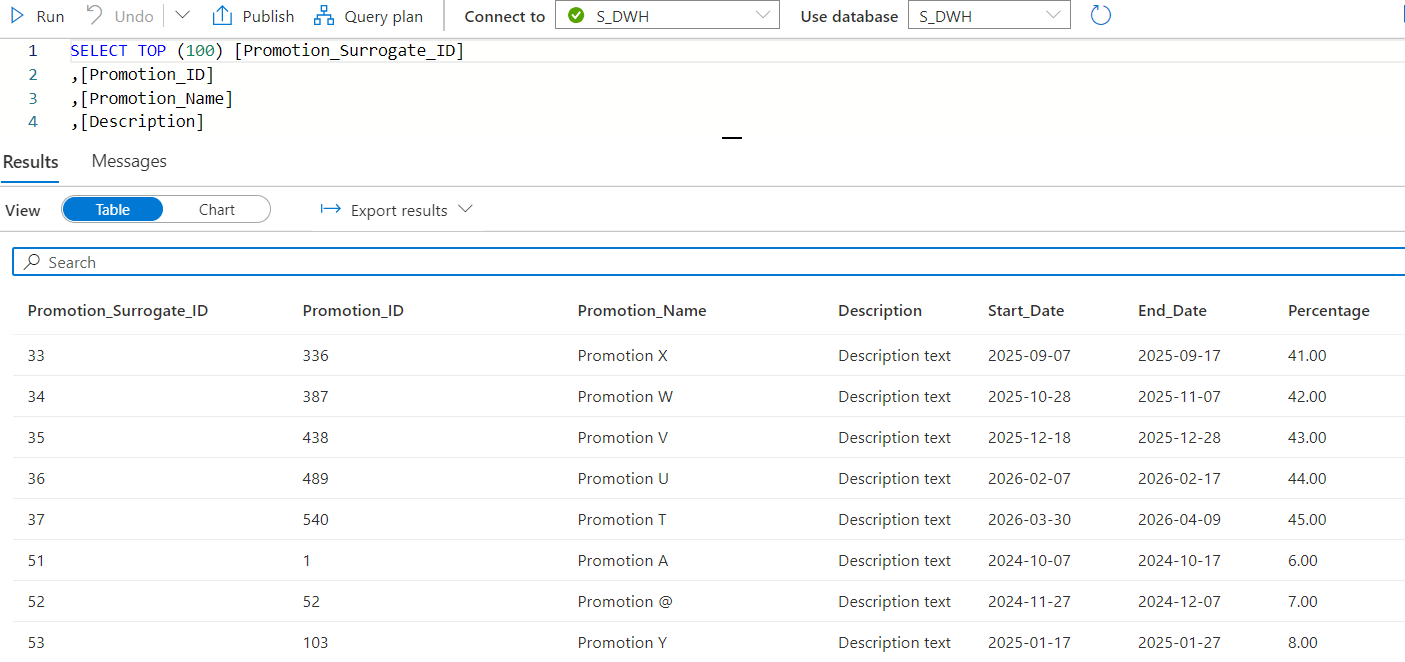 Run Undo Publish Query plan Connect to S_DWH Use database S_DWH
1 SELECT TOP (100) [Promotion_Surrogate_ID]
2 ,[Promotion_ID]
3 ,[Promotion_Name]
4 ,[Description]
Results Messages
View Table Chart Export results
Search
Promotion_Surrogate_ID Promotion_ID Promotion_Name Description Start_Date End_Date Percentage
33 336 Promotion X Description text 2025-09-07 2025-09-17 41.00
34 387 Promotion W Description text 2025-10-28 2025-11-07 42.00
35 438 Promotion V Description text 2025-12-18 2025-12-28 43.00
36 489 Promotion U Description text 2026-02-07 2026-02-17 44.00
37 540 Promotion T Description text 2026-03-30 2026-04-09 45.00
51 1 Promotion A Description text 2024-10-07 2024-10-17 6.00
52 52 Promotion @ Description text 2024-11-27 2024-12-07 7.00
53 103 Promotion Y Description text 2025-01-17 2025-01-27 8.00